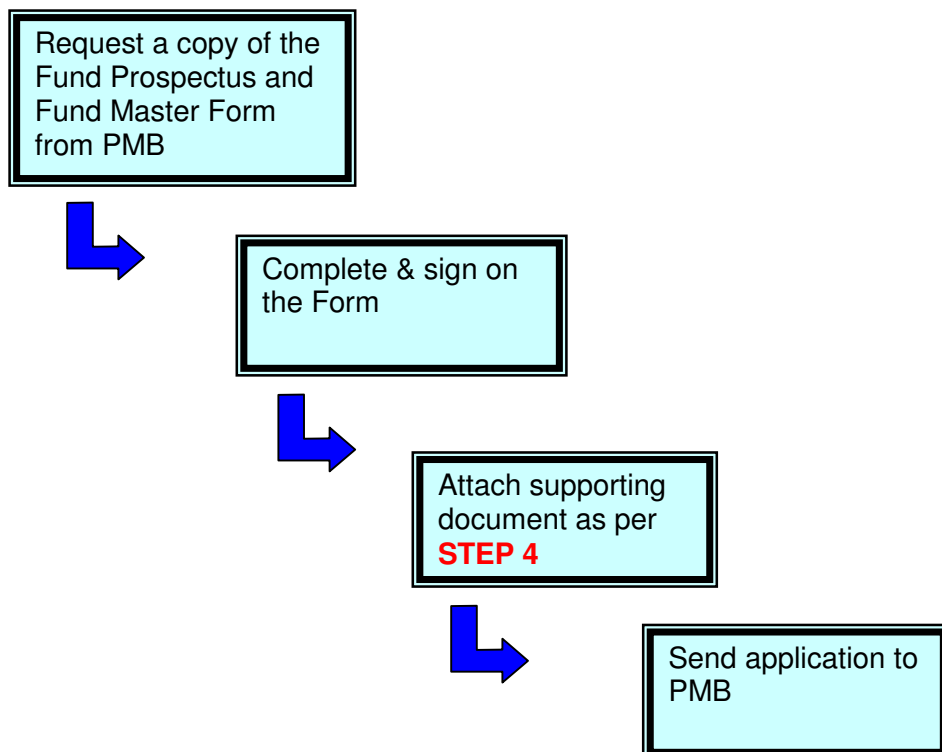 Request a copy of the
Fund Prospectus and
Fund Master Form
from PMB
Complete & sign on
the Form
Attach supporting
document as per
STEP 4
Send application to
PMB